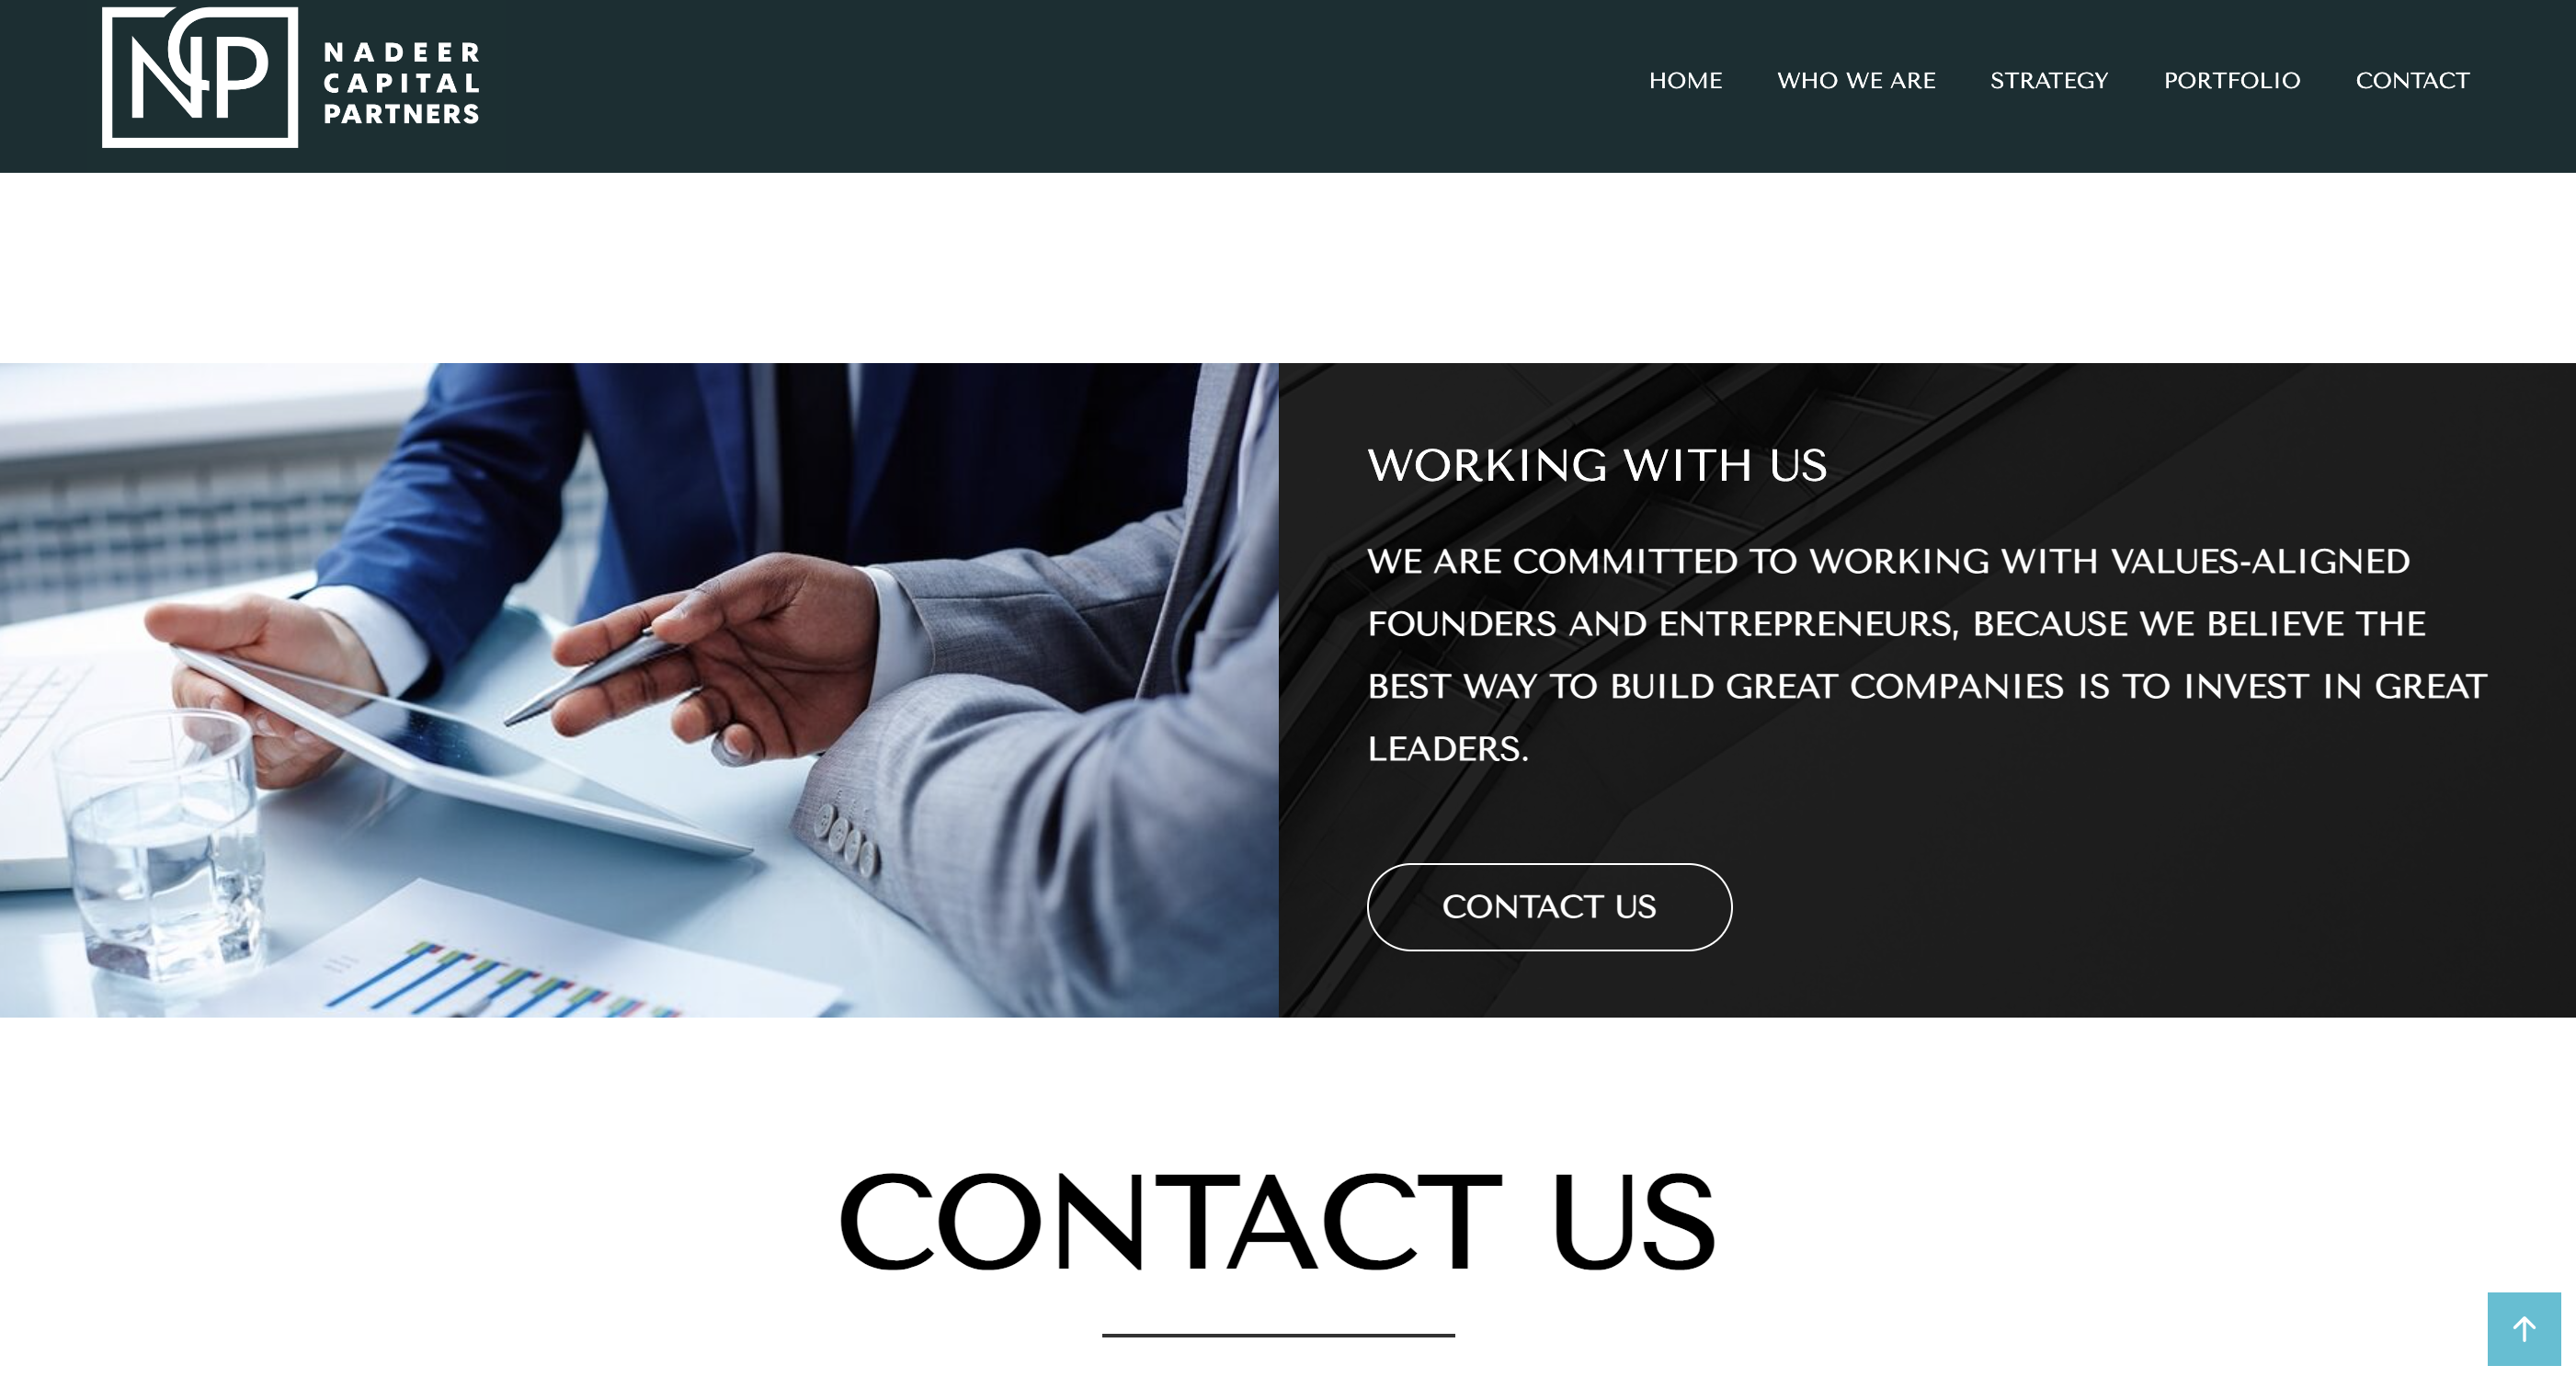 NCP
NADEER
CAPITAL
PARTNERS
HOME
WHO WE ARE
STRATEGY
PORTFOLIO
CONTACT
WORKING WITH US
WE ARE COMMITTED TO WORKING WITH VALUES-ALIGNED
FOUNDERS AND ENTREPRENEURS, BECAUSE WE BELIEVE THE
BEST WAY TO BUILD GREAT COMPANIES IS TO INVEST IN GREAT
LEADERS.
CONTACT US
CONTACT US